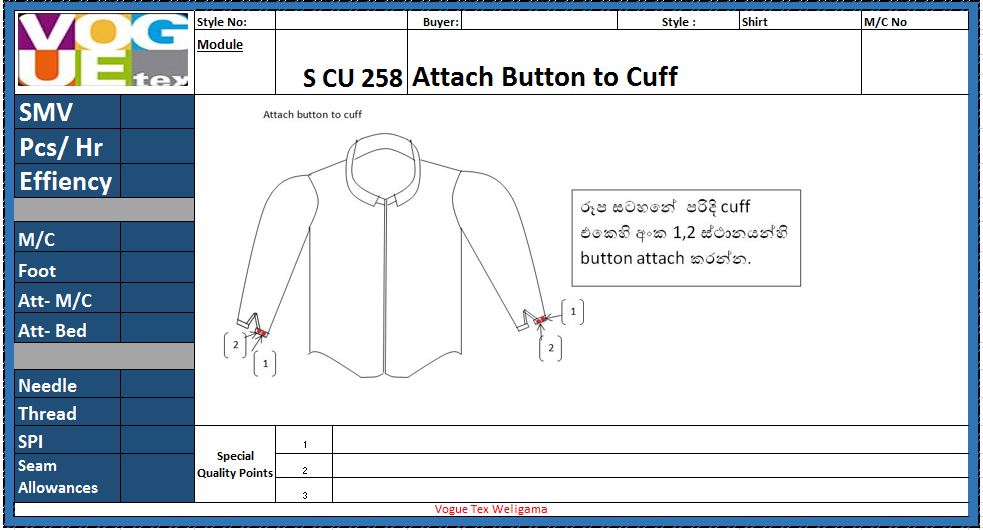 VOGUE tex
Style No:
Buyer:
Style :
Shirt
M/C No
Module
S CU 258
Attach Button to Cuff
SMV
Pcs/ Hr
Effiency
M/C
Foot
Att- M/C
Att- Bed
Needle
Thread
SPI
Seam
Allowances
Attach button to cuff
රූප සටහනේ පරිදි cuff
එකෙහි අංක 1,2 ස්ථානයන්හි
button attach කරන්න.
2
1
1
2
Special
Quality Points
1
2
3
Vogue Tex Weligama